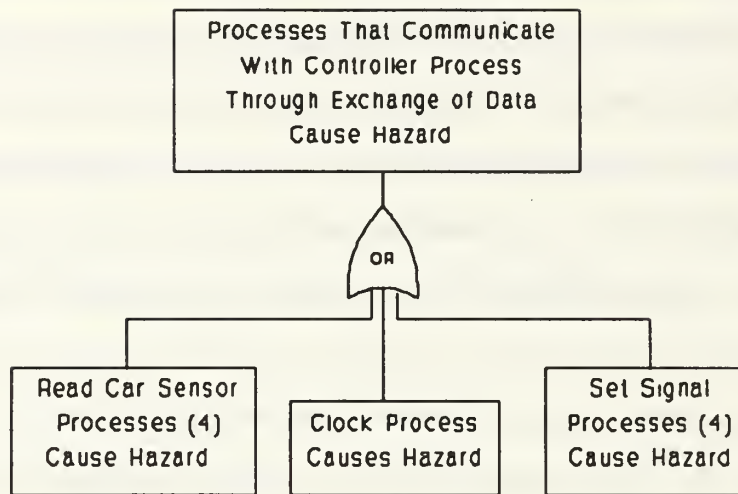 Processes That Communicate
With Controller Process
Through Exchange of Data
Cause Hazard
OR
Read Car Sensor
Processes (4)
Cause Hazard
Clock Process
Causes Hazard
Set Signal
Processes (4)
Cause Hazard